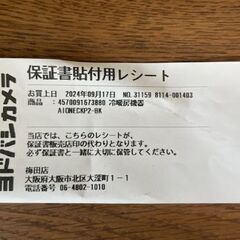 ヨドバシカメラ
保証書貼付用レシート
お買上日 2024年09月17日 NO. 31159 8114-001403
商品:4570091673880 冷暖房機器
AIONECKP2-BK
当店では、こちらのレシートが、
保証書販売店印の代わりとなります。
必ず保証書と一緒に大切に保管して下さい。
梅田店
大阪府大阪市北区大深町1-1
電話番号 06-4802-1010